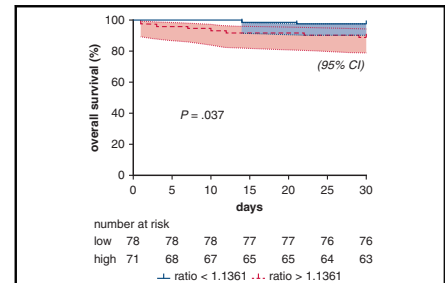 100
80
60
40
20
0
overall survival (%)
(95% CI)
P = .037
0 5 10 15 20 25 30
days
number at risk
low 78 78 78 77 77 76 76
high 71 68 67 65 65 64 63
ratio < 1.1361 ratio > 1.1361